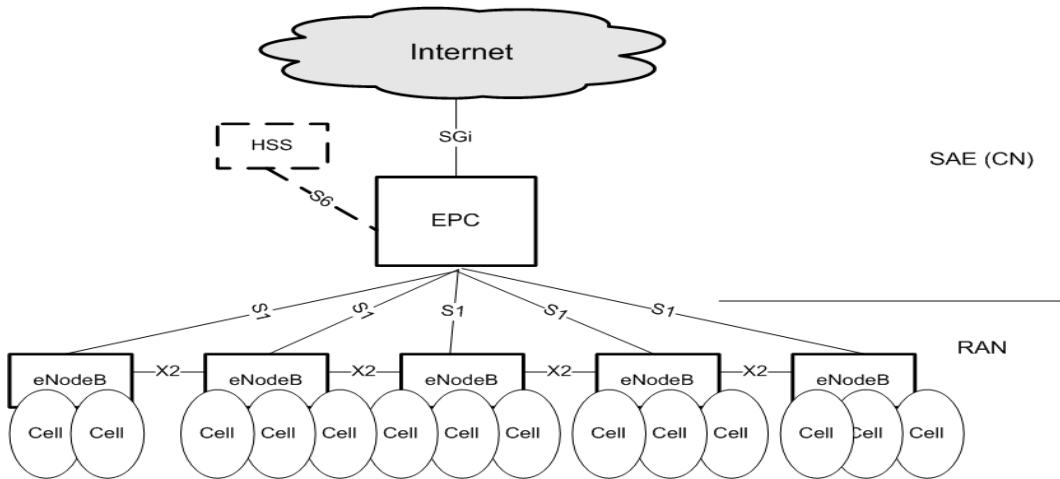 Internet
SGi
HSS
SAE (CN)
S6
EPC
S1
S1
S1
S1
S1
RAN
eNodeB
X2
eNodeB
X2
eNodeB
X2
eNodeB
X2
eNodeB
Cell
Cell
Cell
Cell
Cell
Cell
Cell
Cell
Cell
Cell
Cell
Cell
Cell
Cell